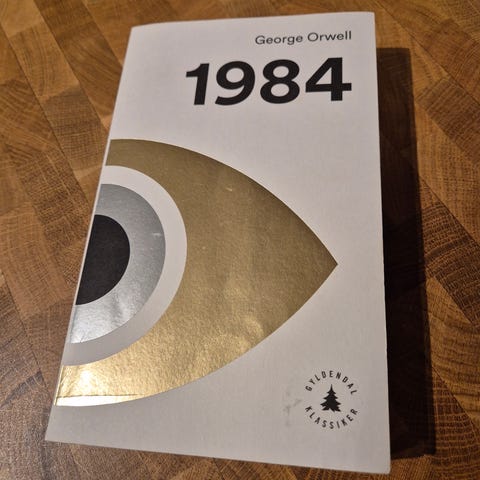 George Orwell
1984
GYLDENDAL
KLASSIKER